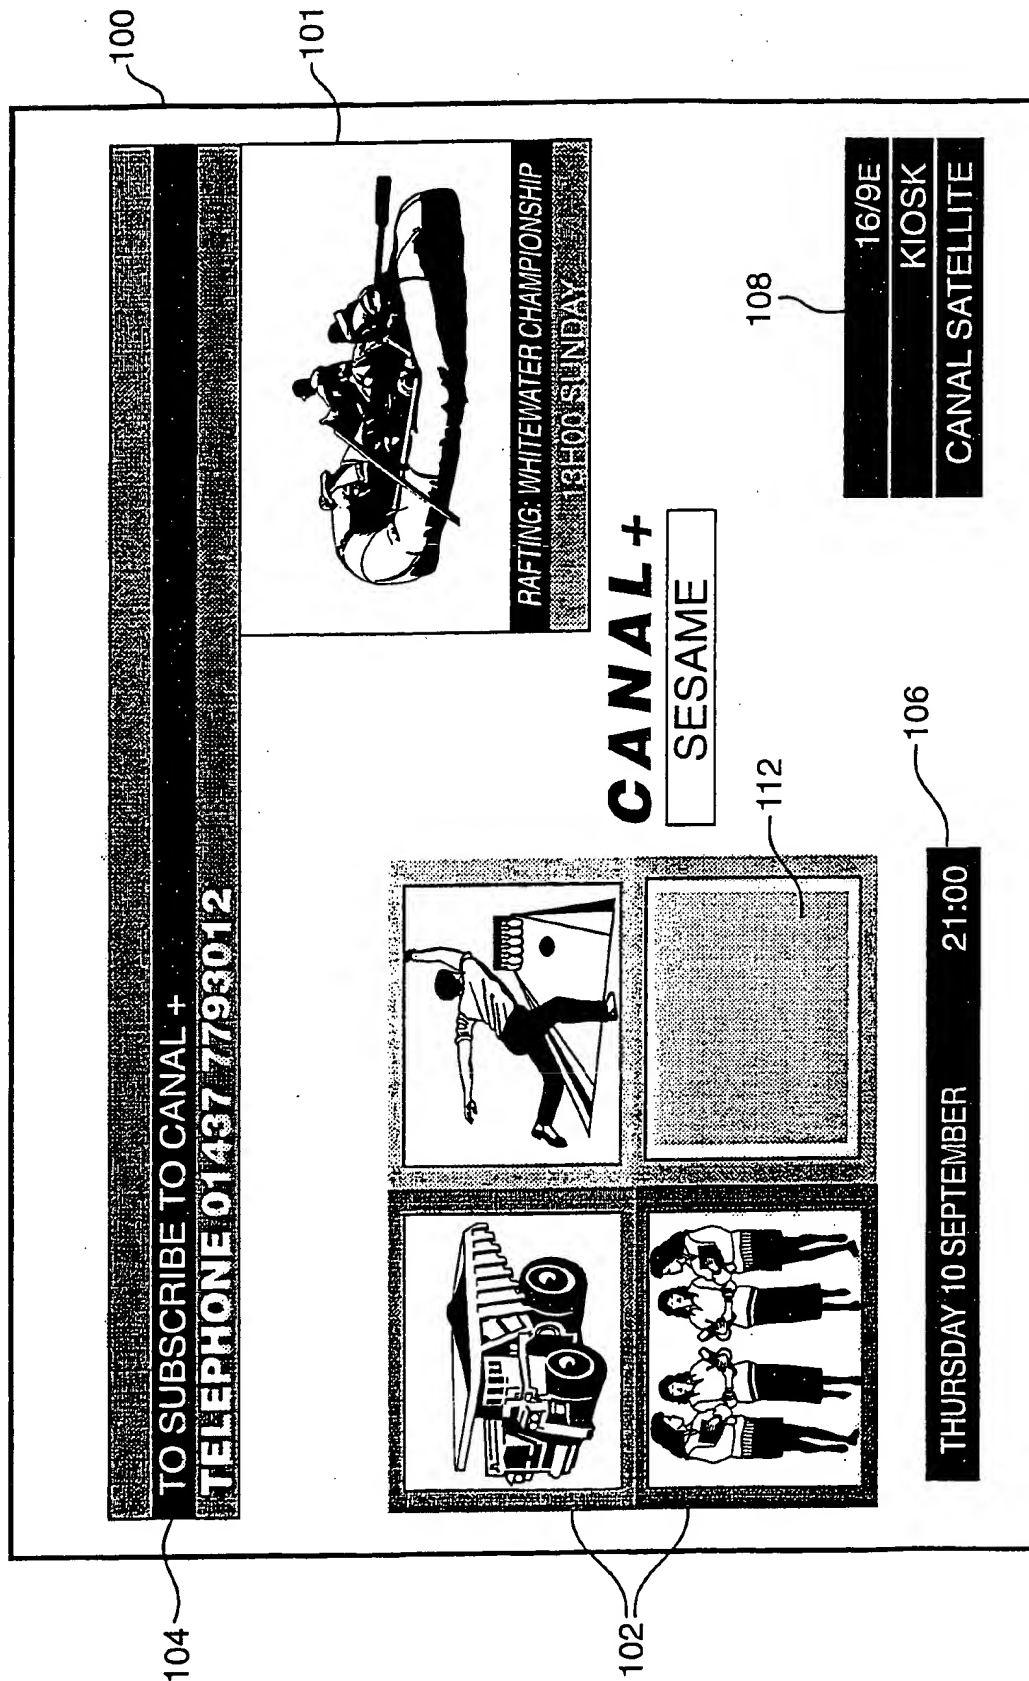 100
101
104
TO SUBSCRIBE TO CANAL +
TELEPHONE 01437 7793012
RAFTING: WHITEWATER CHAMPIONSHIP
13H00 SUNDAY
CANAL+
SESAME
102
112
108
16/9E
KIOSK
CANAL SATELLITE
THURSDAY 10 SEPTEMBER 21:00
106